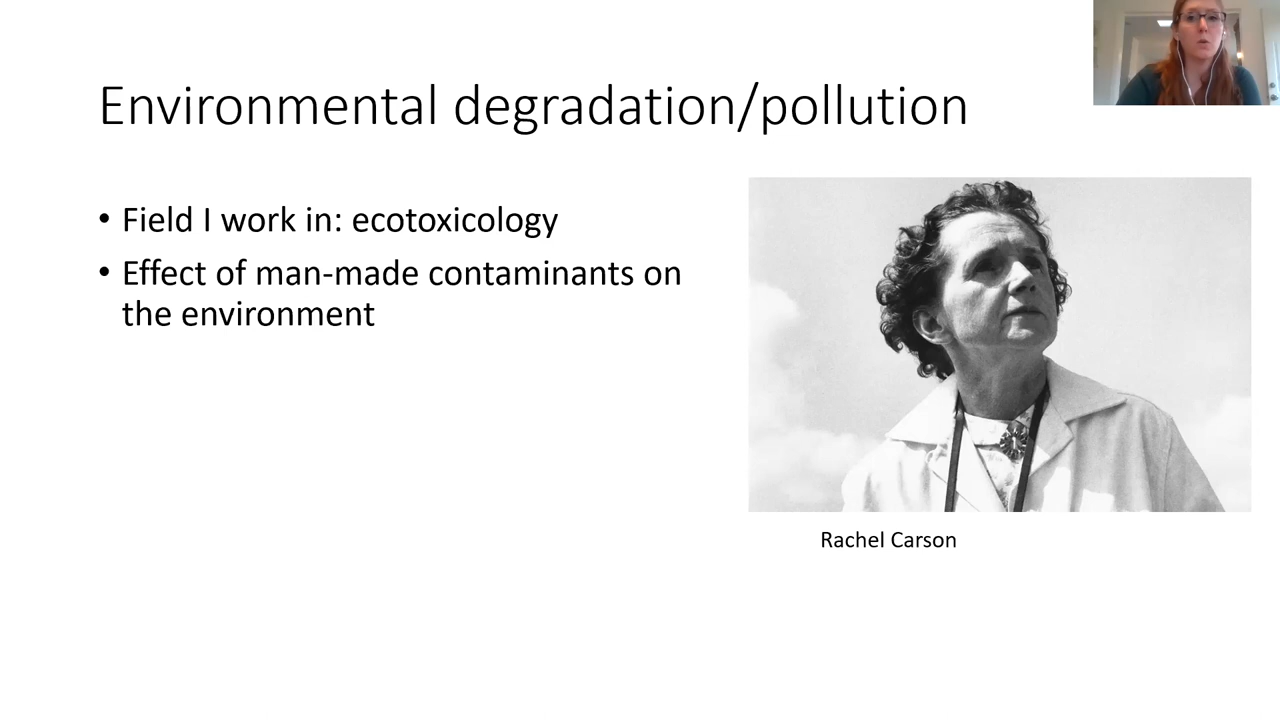 Environmental degradation/pollution
• Field I work in: ecotoxicology
• Effect of man-made contaminants on
the environment
Rachel Carson